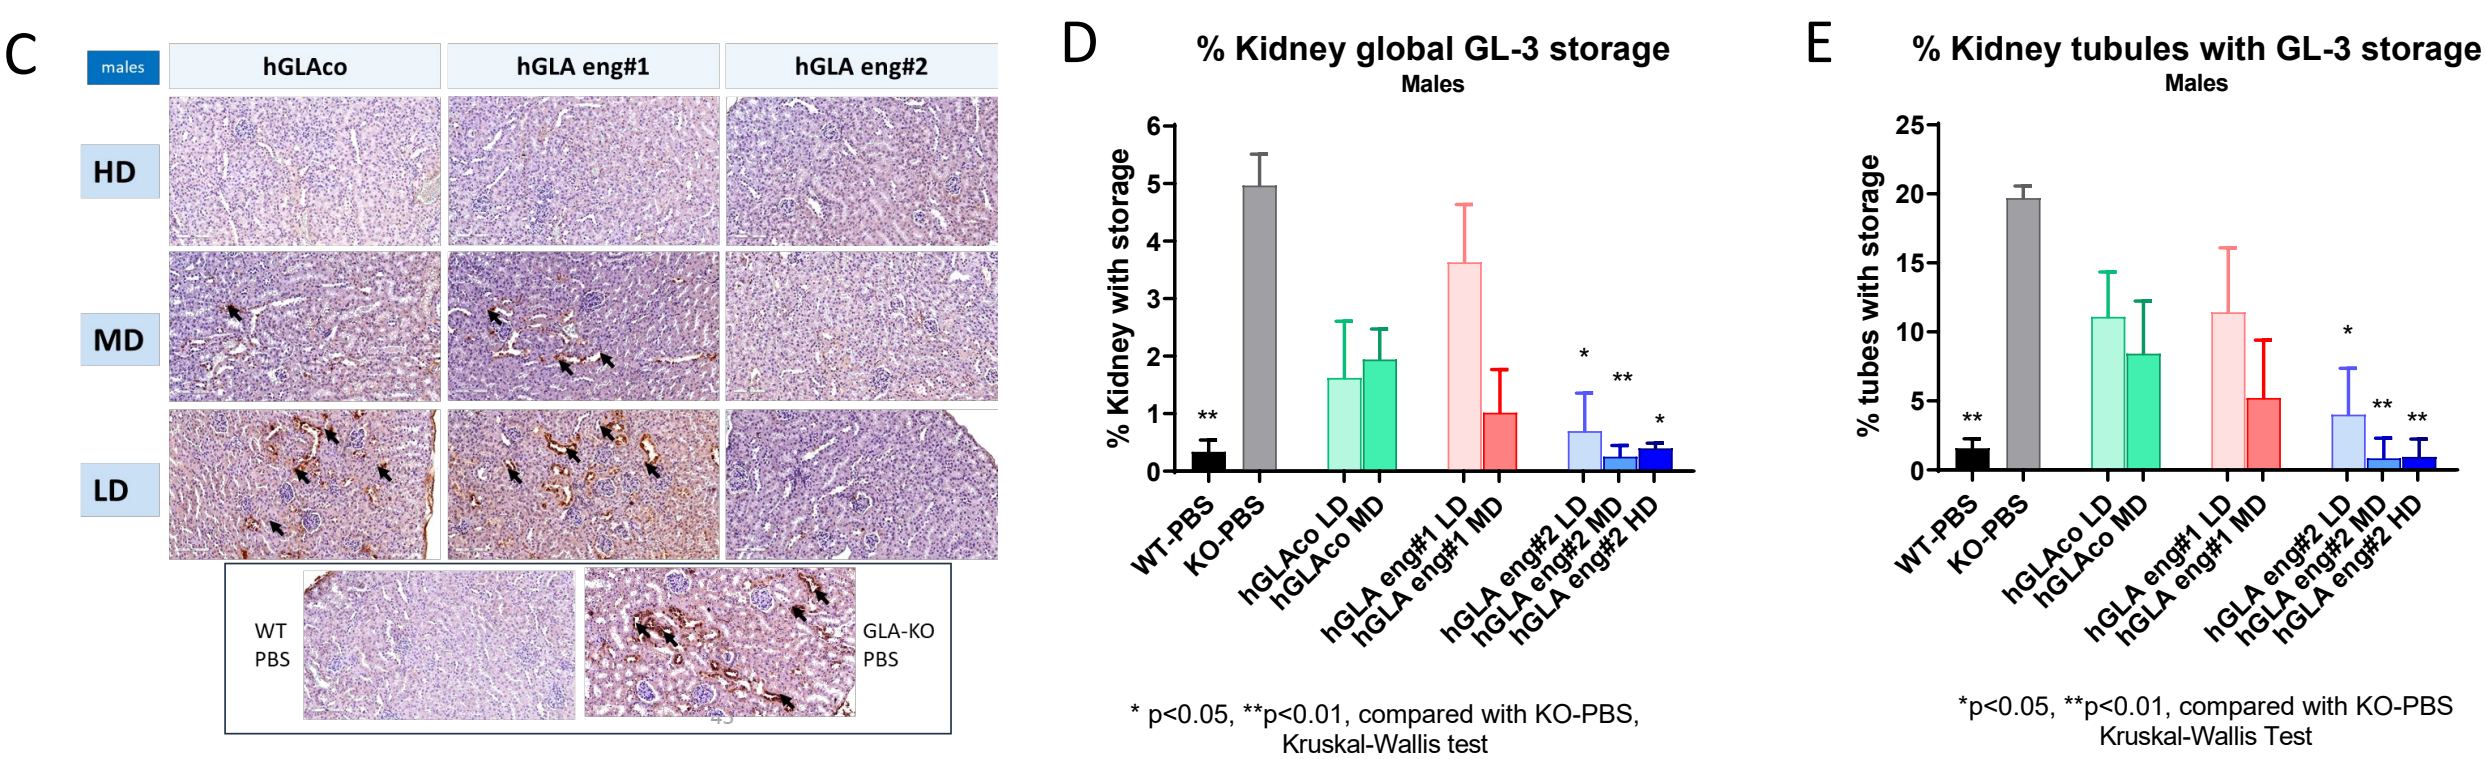 C
males
hGLAco
hGLA eng#1
hGLA eng#2
HD
MD
LD
WT
PBS
GLA-KO
PBS
D
% Kidney global GL-3 storage
Males
% Kidney with storage
6
5
4
3
2
1
0
**
*
**
*
WT-PBS
KO-PBS
hGLAco LD
hGLAco MD
hGLA eng#1 LD
hGLA eng#1 MD
hGLA eng#2 LD
hGLA eng#2 MD
hGLA eng#2 HD
* p<0.05, **p<0.01, compared with KO-PBS,
Kruskal-Wallis test
E
% Kidney tubules with GL-3 storage
Males
% tubes with storage
25
20
15
10
5
0
**
*
**
**
WT-PBS
KO-PBS
hGLAco LD
hGLAco MD
hGLA eng#1 LD
hGLA eng#1 MD
hGLA eng#2 LD
hGLA eng#2 MD
hGLA eng#2 HD
*p<0.05, **p<0.01, compared with KO-PBS
Kruskal-Wallis Test